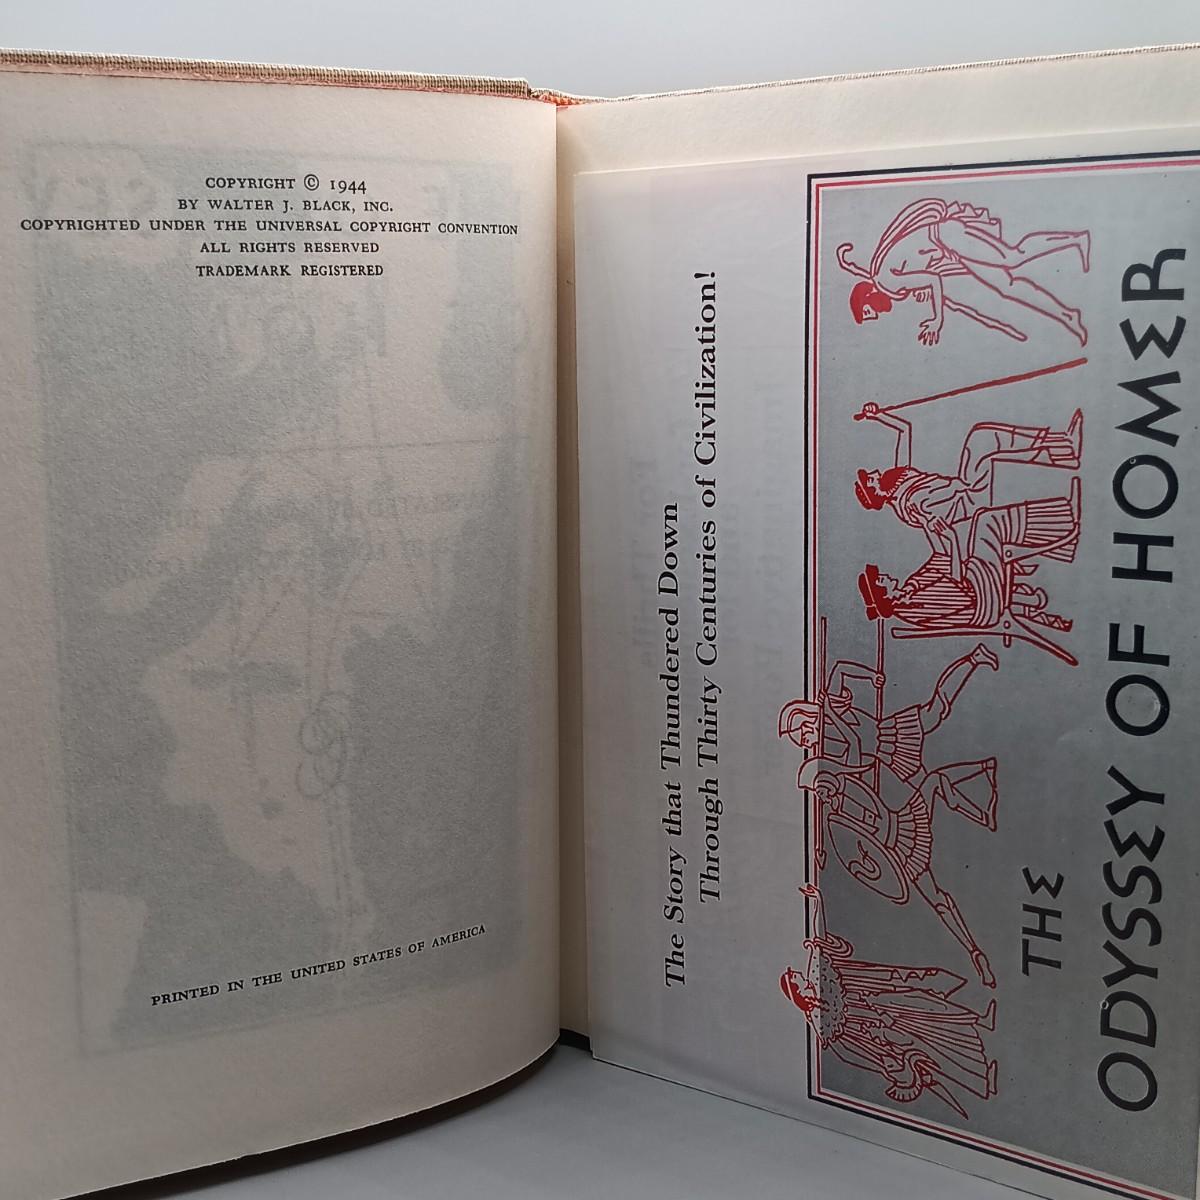 COPYRIGHT © 1944
BY WALTER J. BLACK, INC.
COPYRIGHTED UNDER THE UNIVERSAL COPYRIGHT CONVENTION
ALL RIGHTS RESERVED
TRADEMARK REGISTERED
PRINTED IN THE UNITED STATES OF AMERICA
The Story that Thundered Down
Through Thirty Centuries of Civilization!
THE
ODYSSEY OF HOMER